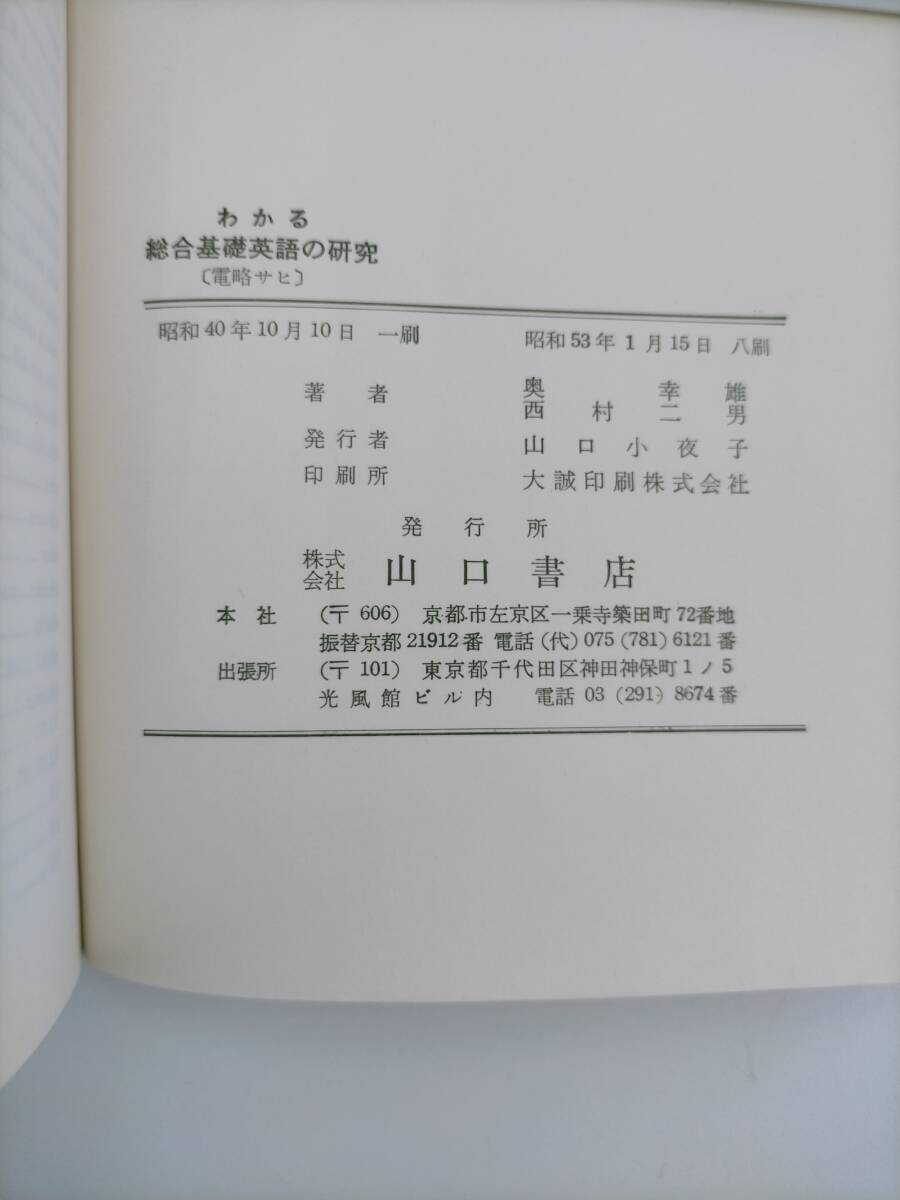 わかる
総合基礎英語の研究
〔電略サヒ〕
昭和40年10月10日 一刷 昭和53年1月15日 八刷
著者 奥幸雄
西村二男
発行者 山口小夜子
印刷所 大誠印刷株式会社
発行所
株式会社 山口書店
本社 (〒606) 京都市左京区一乗寺築田町72番地
振替京都21912番 電話(代)075(781)6121番
出張所 (〒101) 東京都千代田区神田神保町1ノ5
光風館ビル内 電話03(291)8674番